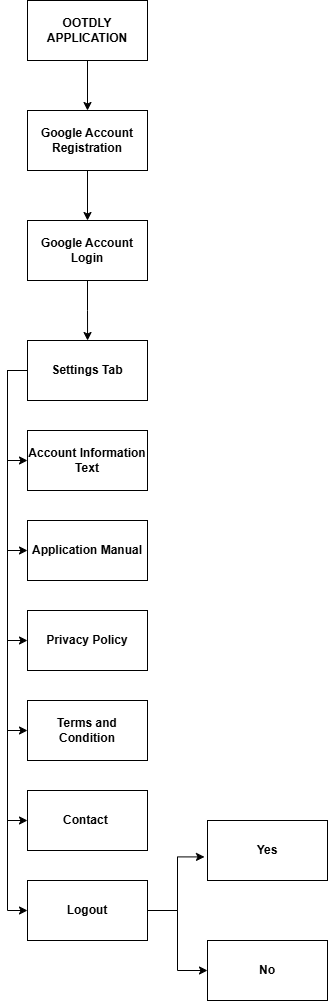 OOTDLY
APPLICATION
Google Account
Registration
Google Account
Login
Settings Tab
Account Information
Text
Application Manual
Privacy Policy
Terms and
Condition
Contact
Logout
Yes
No